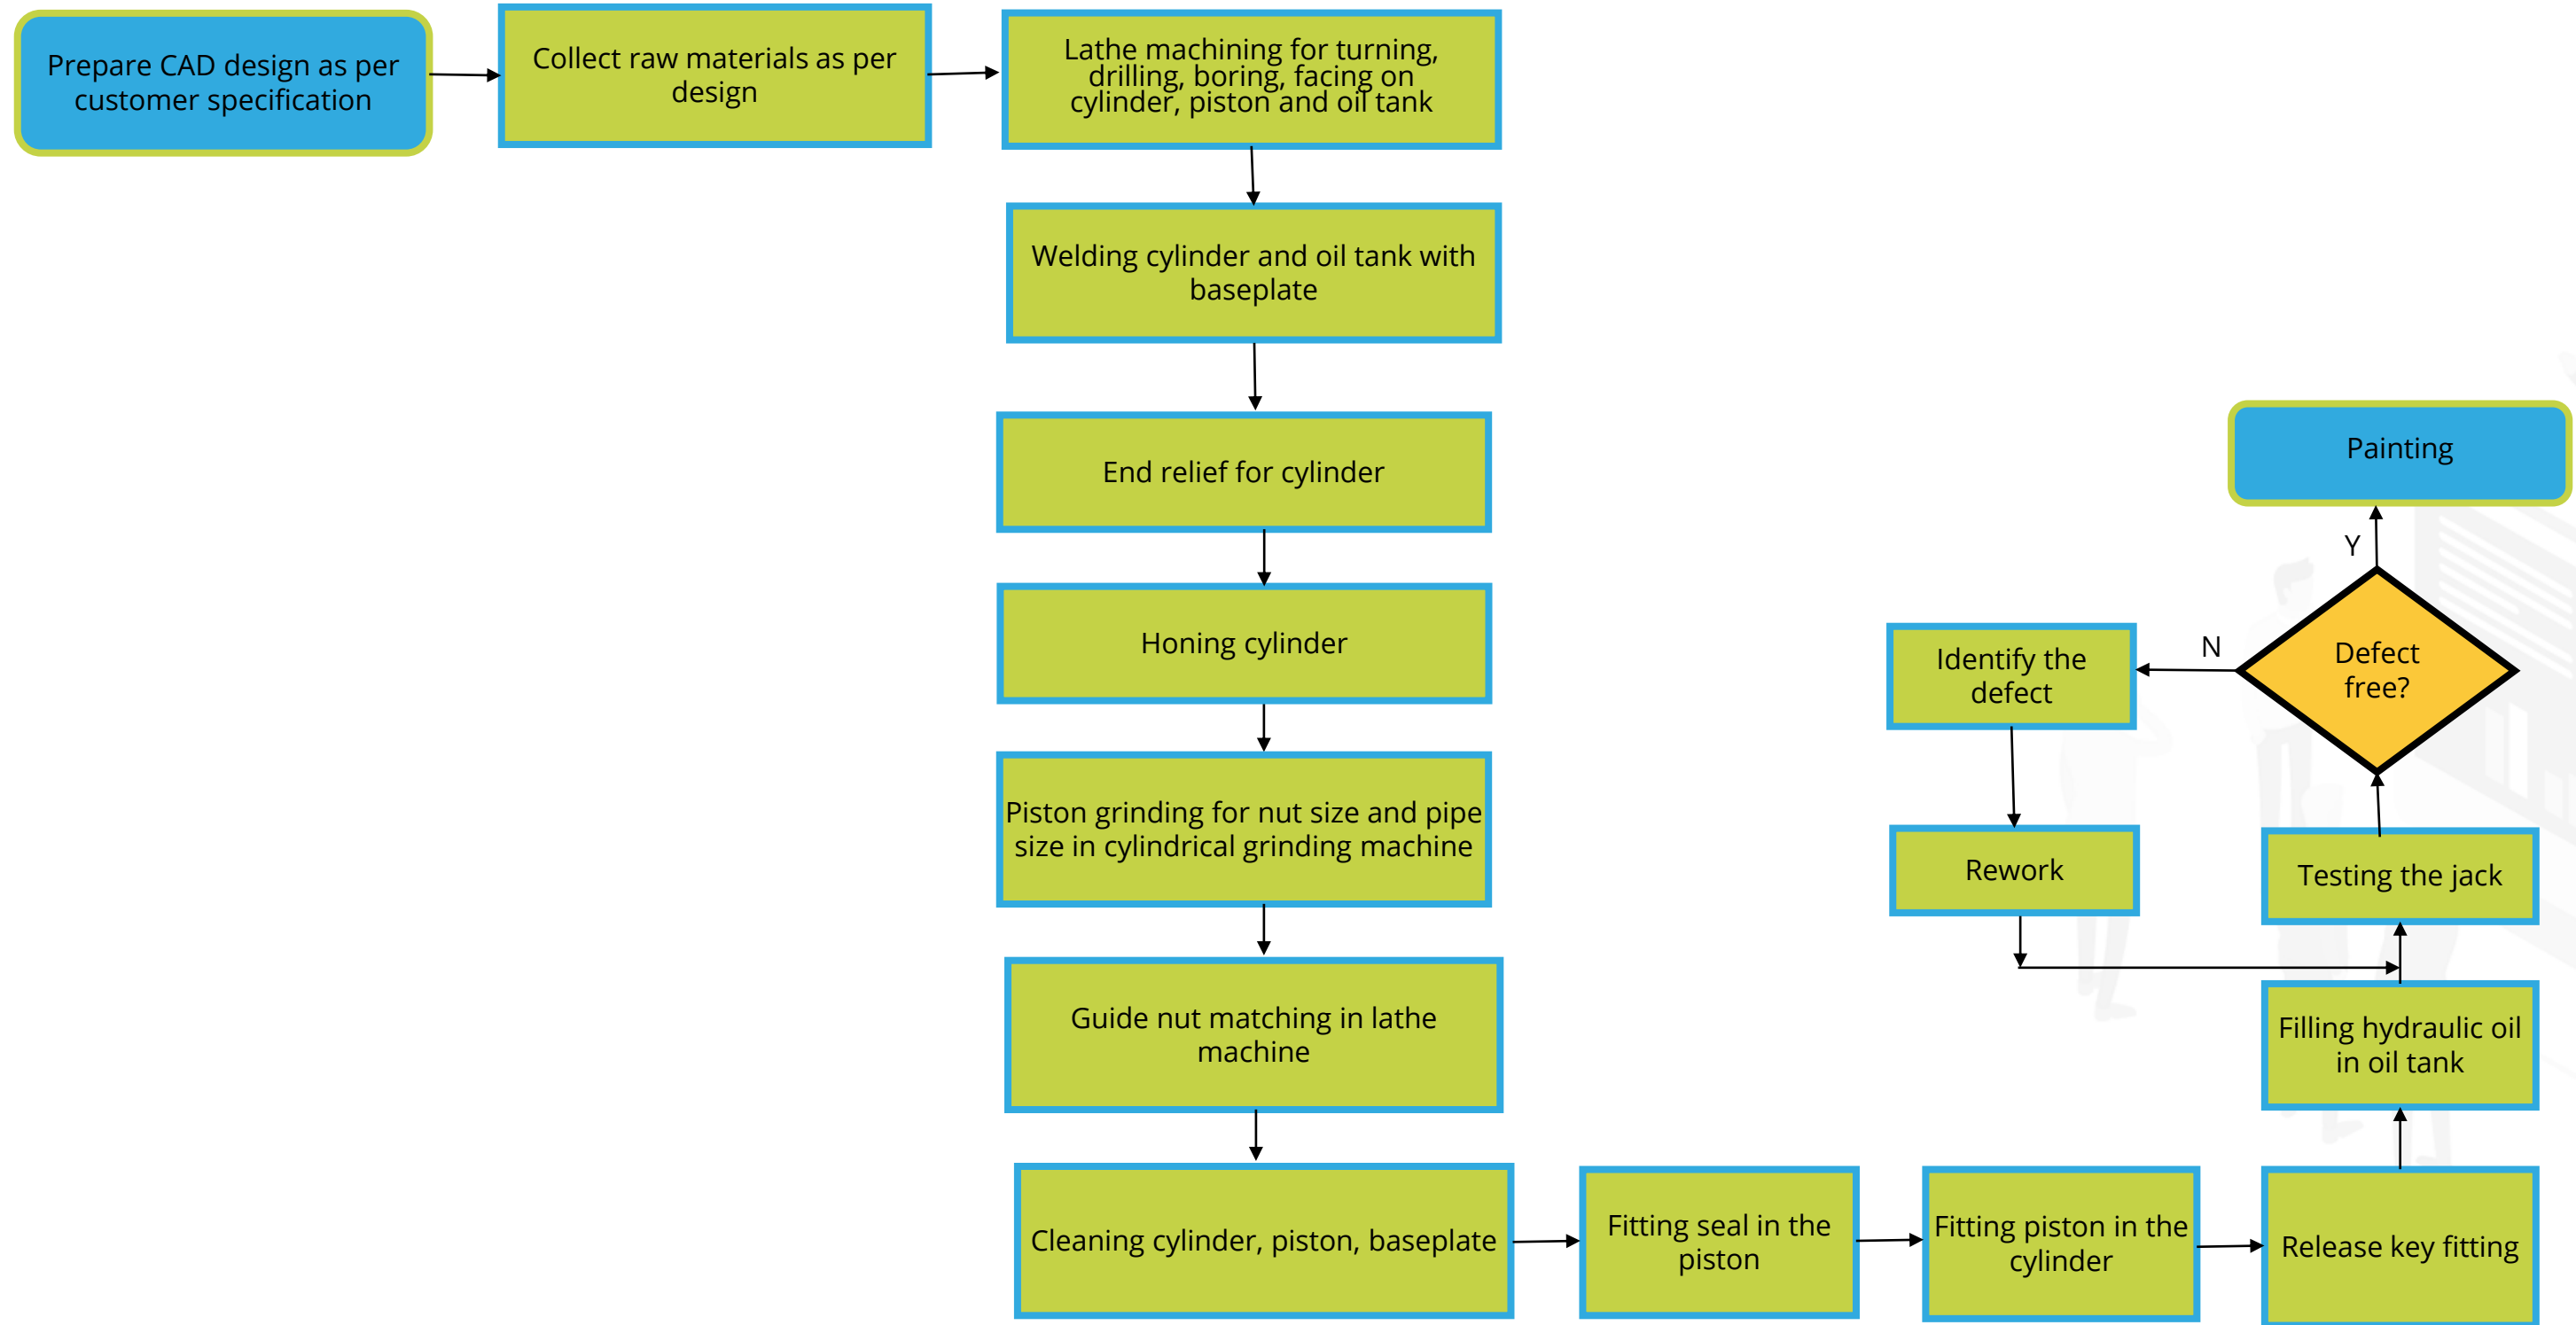 Prepare CAD design as per
customer specification
Collect raw materials as per
design
Lathe machining for turning,
drilling, boring, facing on
cylinder, piston and oil tank
Welding cylinder and oil tank with
baseplate
End relief for cylinder
Honing cylinder
Piston grinding for nut size and pipe
size in cylindrical grinding machine
Guide nut matching in lathe
machine
Cleaning cylinder, piston, baseplate
Fitting seal in the
piston
Fitting piston in the
cylinder
Release key fitting
Filling hydraulic oil
in oil tank
Testing the jack
Defect
free?
N
Identify the
defect
Rework
Y
Painting